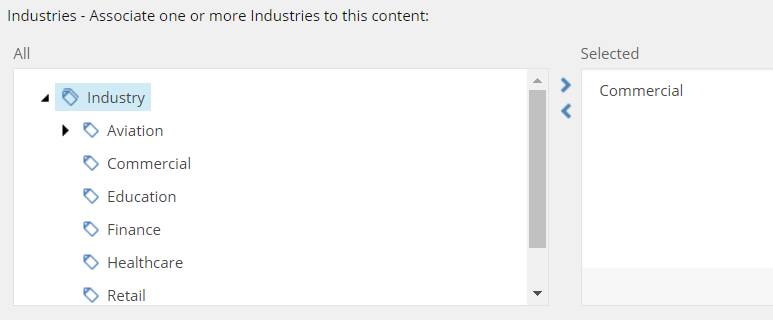 Industries - Associate one or more Industries to this content:
All
Selected
Industry
Commercial
Aviation
Commercial
Education
Finance
Healthcare
Retail